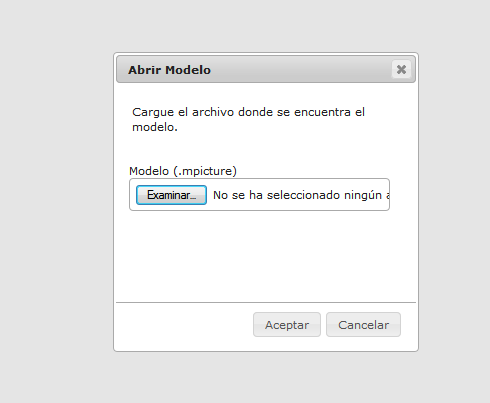 Abrir Modelo
Cargue el archivo donde se encuentra el
modelo.
Modelo (.mpicture)
Examinar... No se ha seleccionado ningún a
Aceptar Cancelar